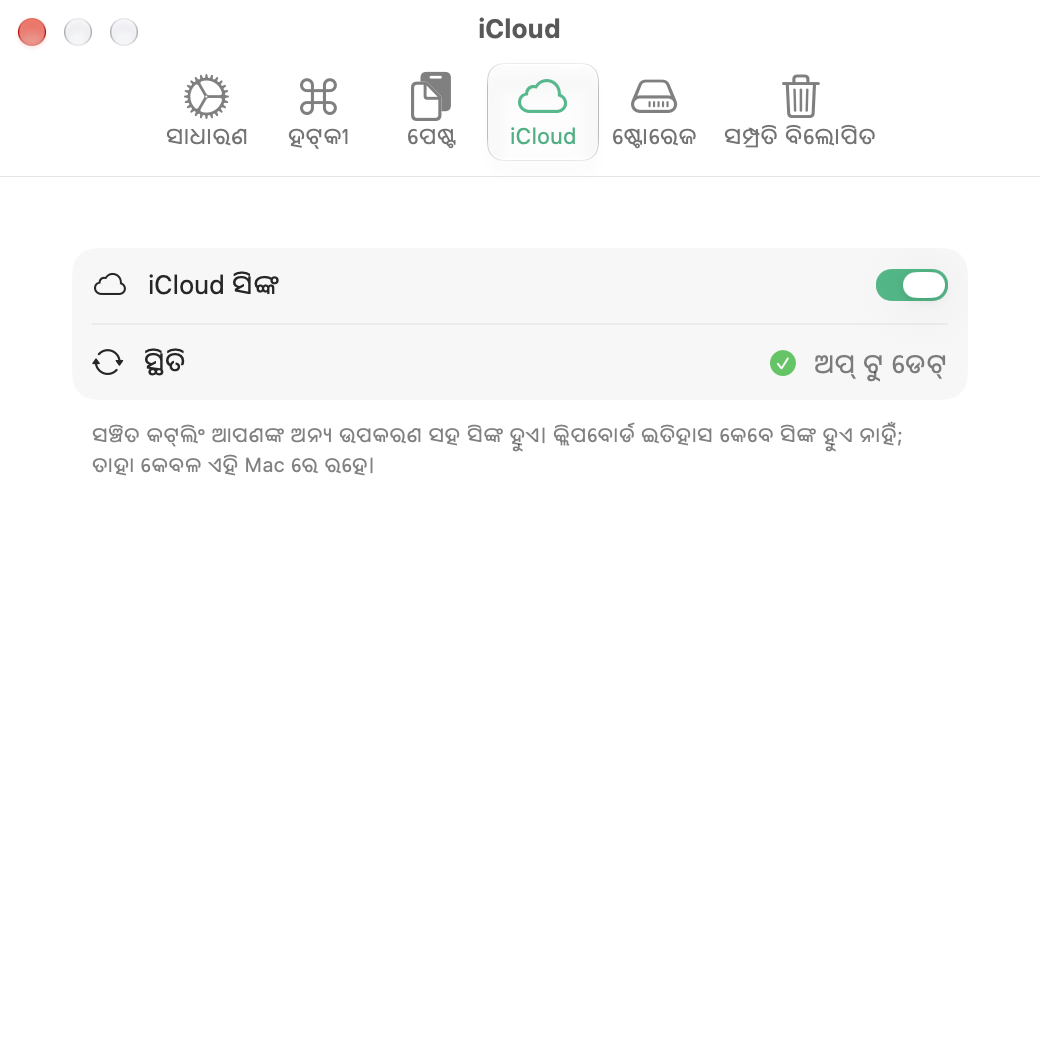 iCloud
ସାଧାରଣ
ହଟ୍‌କୀ
ପେଷ୍ଟ
iCloud
ଷ୍ଟୋରେଜ
ସମ୍ପ୍ରତି ବିଲୋପିତ
iCloud ସିଙ୍କ
ସ୍ଥିତି
ଅପ୍ ଟୁ ଡେଟ୍
ସଞ୍ଚିତ କଟ୍‌ଲିଂ ଆପଣଙ୍କ ଅନ୍ୟ ଉପକରଣ ସହ ସିଙ୍କ ହୁଏ। କ୍ଲିପବୋର୍ଡ ଇତିହାସ କେବେ ସିଙ୍କ ହୁଏ ନାହିଁ;
ତାହା କେବଳ ଏହି Mac ରେ ରହେ।